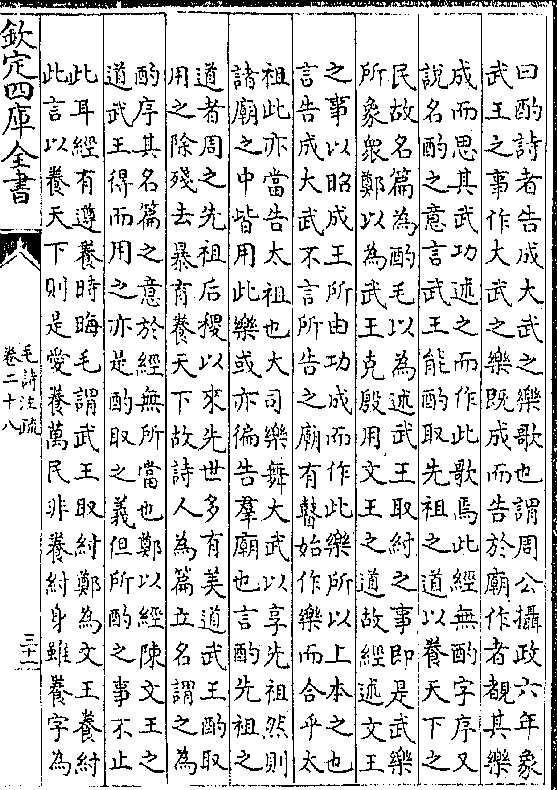 曰酌詩者告成大武之樂歌也謂周公攝政六年象
武王之事作大武之樂既成而告於廟作者覩其樂
成而思其武功述之而作此歌焉此經無酌字序又
說名酌之意言武王能酌取先祖之道以養天下之
民故名篇為酌毛以為述武王取紂之事即是武樂
所象衆鄭以為武王克殷用文王之道故經述文王
之事以昭成王所由功成而作此樂所以上本之也
言告成大武不言所告之廟有瞽始作樂而合乎太
祖此亦當告太祖也大司樂舞大武以享先祖然則
諸廟之中皆用此樂或亦徧告羣廟也言酌先祖之
道者周之先祖后稷以來先世多有美道武王酌取
用之除殘去暴育養天下故詩人為篇立名謂之為
酌序其名篇之意於經無所當也鄭以經陳文王之
道武王得而用之亦是酌取之義但所酌之事不止
此耳經有遵養時晦毛謂武王取紂鄭為文王養紂
此言以養天下則是愛養萬民非養紂身雖養字為
欽定四庫全書
毛詩注疏
卷二十八
三十一